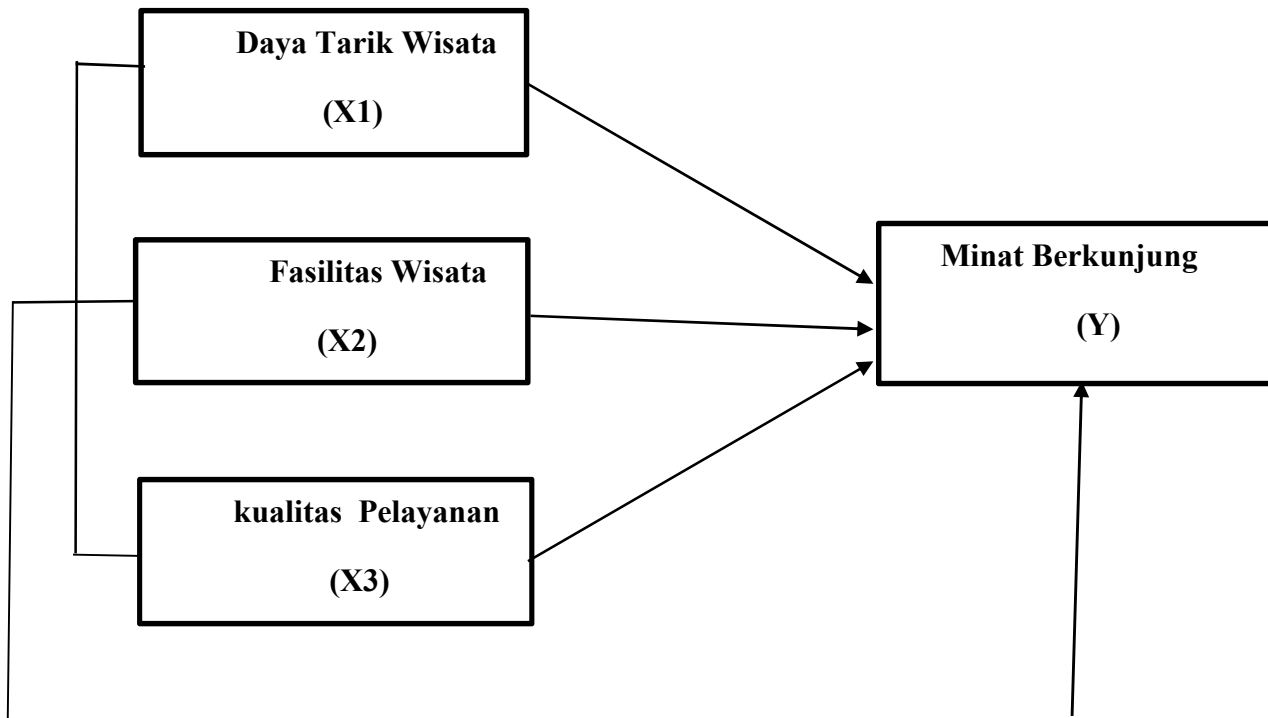 Daya Tarik Wisata
(X1)
Fasilitas Wisata
(X2)
kualitas Pelayanan
(X3)
Minat Berkunjung
(Y)